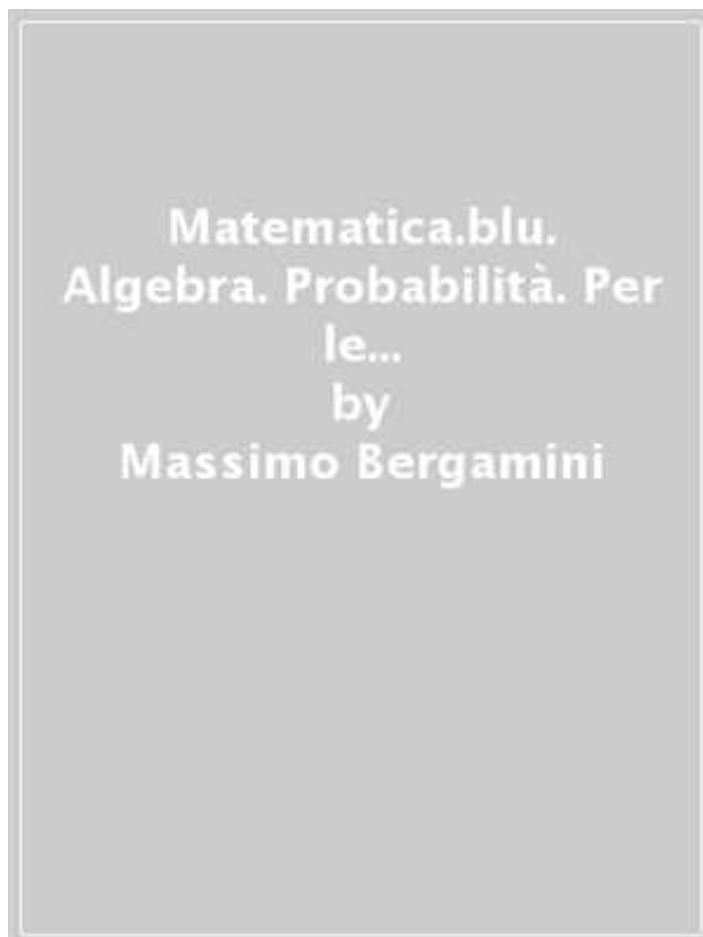 Matematica.blu.
Algebra. Probabilità. Per
le...
by
Massimo Bergamini